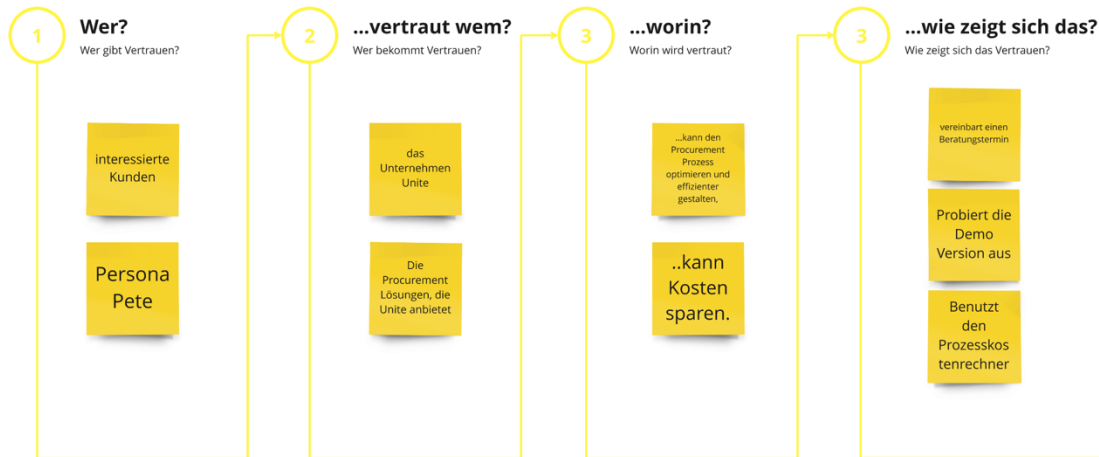 1
Wer?
Wer gibt Vertrauen?
interessierte
Kunden
Persona
Pete
2
...vertraut wem?
Wer bekommt Vertrauen?
das
Unternehmen
Unite
Die
Procurement
Lösungen, die
Unite anbietet
3
...worin?
Worin wird vertraut?
...kann den
Procurement
Prozess
optimieren und
effizienter
gestalten,
..kann
Kosten
sparen.
3
...wie zeigt sich das?
Wie zeigt sich das Vertrauen?
vereinbart einen
Beratungstermin
Probiert die
Demo
Version aus
Benutzt
den
Prozesskos
tenrechner